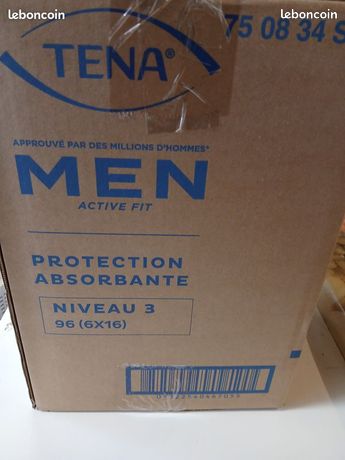 leboncoin
leboncoin
TENA®
75 08 34 S
APPROUVÉ PAR DES MILLIONS D'HOMMES*
MEN
ACTIVE FIT
PROTECTION
ABSORBANTE
NIVEAU 3
96 (6X16)